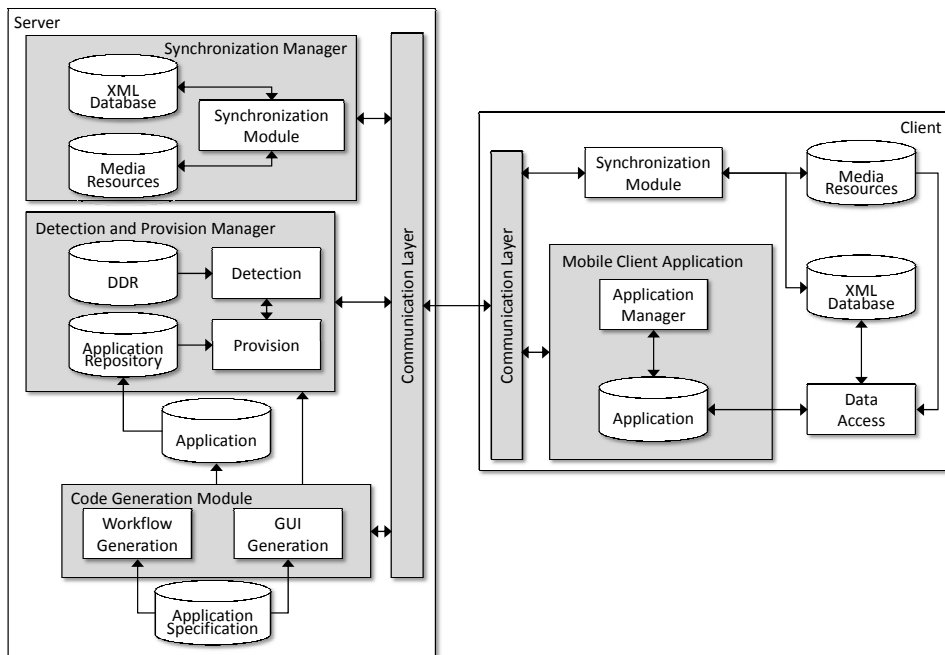 Server
Synchronization Manager
XML
Database
Synchronization
Module
Media
Resources
Detection and Provision Manager
DDR
Detection
Application
Repository
Provision
Application
Code Generation Module
Workflow
Generation
GUI
Generation
Application
Specification
Communication Layer
Client
Communication Layer
Synchronization
Module
Media
Resources
Mobile Client Application
Application
Manager
XML
Database
Application
Data
Access